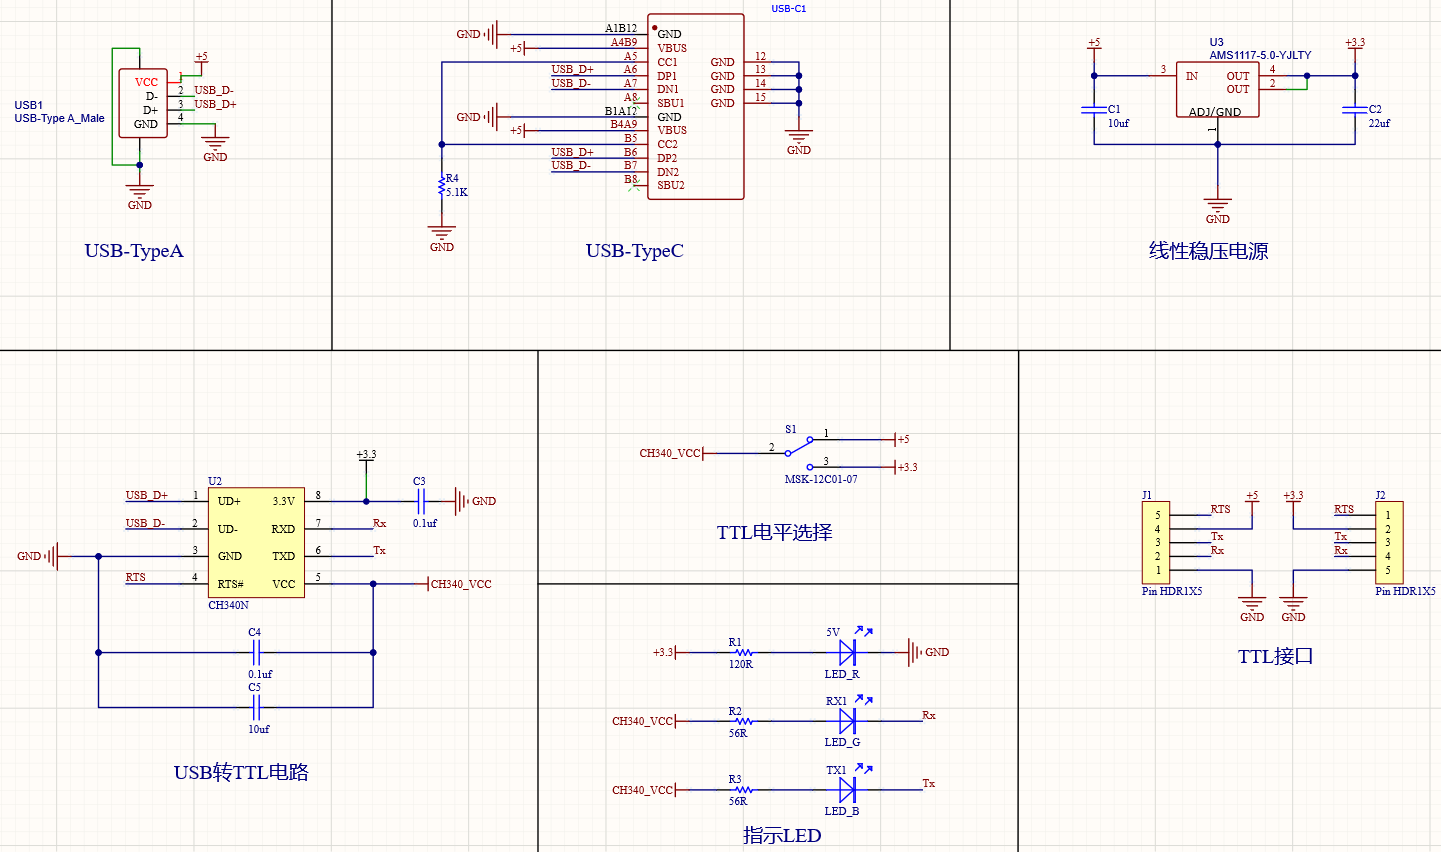 USB1
USB-Type A_Male
VCC
D-
D+
GND
1
2
3
4
+5
USB_D-
USB_D+
GND
GND
USB-TypeA
USB-C1
GND
+5
USB_D+
USB_D-
GND
+5
USB_D+
USB_D-
A1B12
A4B9
A5
A6
A7
A8
B1A12
B4A9
B5
B6
B7
B8
GND
VBUS
CC1
DP1
DN1
SBU1
GND
VBUS
CC2
DP2
DN2
SBU2
GND
GND
GND
GND
12
13
14
15
GND
R4
5.1K
GND
USB-TypeC
U3
AMS1117-5.0-YJLTY
+5
+3.3
3
IN
OUT
4
OUT
2
ADJ/GND
1
C1
10uf
C2
22uf
GND
线性稳压电源
+3.3
U2
C3
0.1uf
GND
USB_D+
1
UD+
3.3V
8
USB_D-
2
UD-
RXD
7
Rx
GND
3
GND
TXD
6
Tx
RTS
4
RTS#
VCC
5
CH340_VCC
CH340N
C4
0.1uf
C5
10uf
USB转TTL电路
S1
CH340_VCC
2
1
+5
3
+3.3
MSK-12C01-07
TTL电平选择
+3.3
R1
120R
5V
LED_R
GND
CH340_VCC
R2
56R
RX1
LED_G
Rx
CH340_VCC
R3
56R
TX1
LED_B
Tx
指示LED
J1
5
4
3
2
1
RTS
+5
Tx
Rx
GND
Pin HDR1X5
J2
+3.3
RTS
Tx
Rx
1
2
3
4
5
GND
Pin HDR1X5
TTL接口